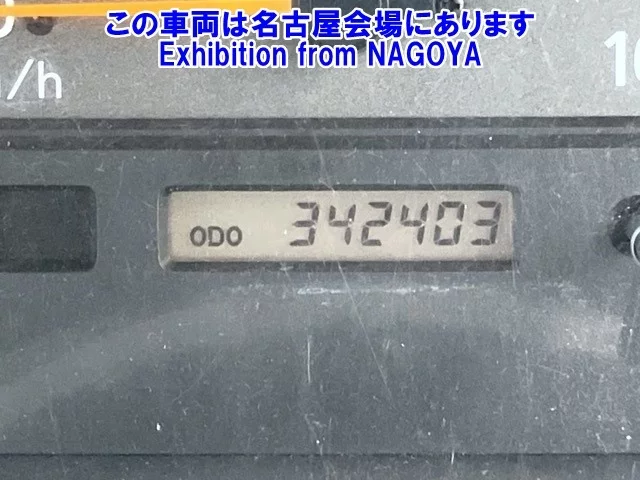 この車両は名古屋会場にあります
Exhibition from NAGOYA
/h
10
ODO 342403